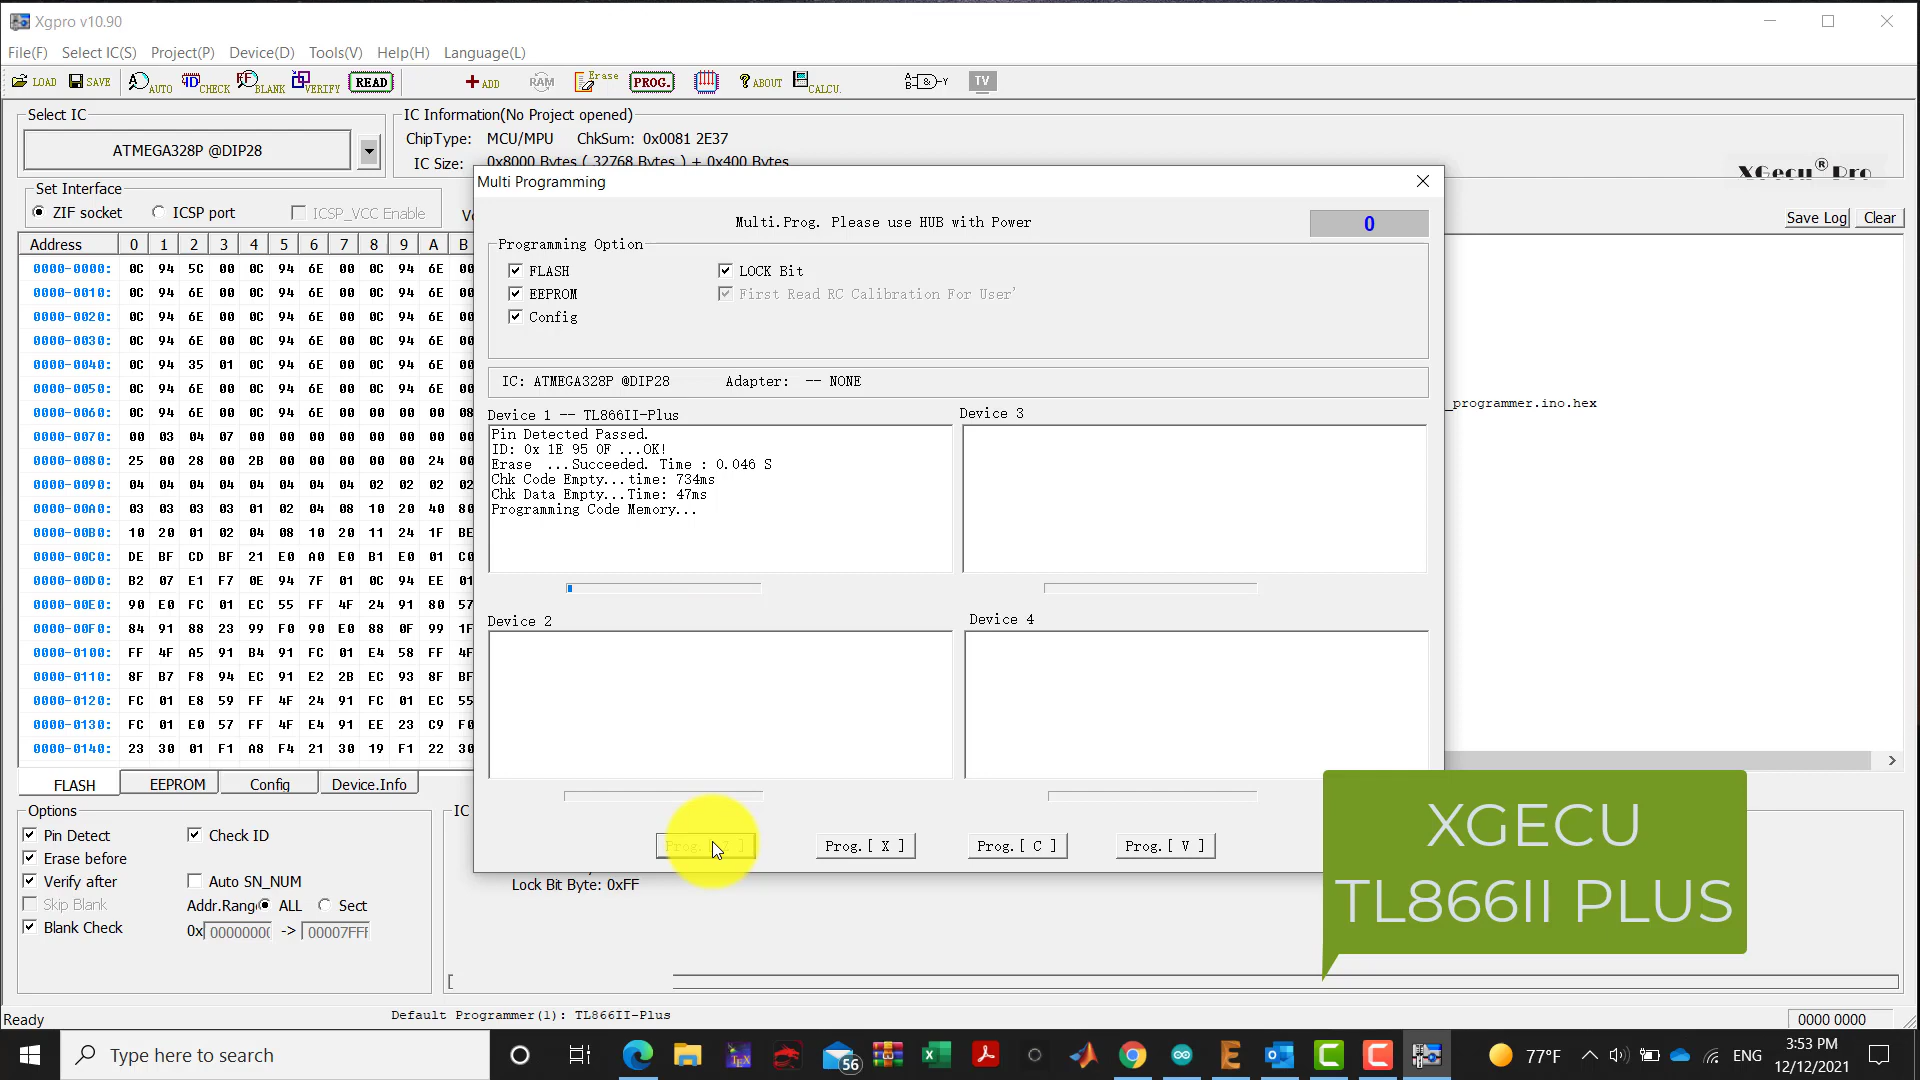 Xgpro v10.90
File(F) Select IC(S) Project(P) Device(D) Tools(V) Help(H) Language(L)
LOAD SAVE AUTO CHECK BLANK VERIFY READ ADD RAM Erase PROG. ABOUT CALCU. TV
Select IC
ATMEGA328P @DIP28
IC Information(No Project opened)
ChipType: MCU/MPU ChkSum: 0x0081 2E37
IC Size: 0x8000 Bytes ( 32768 Bytes ) + 0x400 Bytes
XGecu® Pro
Set Interface
ZIF socket ICSP port ICSP_VCC Enable
Save Log Clear
Address 0 1 2 3 4 5 6 7 8 9 A B
0000-0000: 0C 94 5C 00 0C 94 6E 00 0C 94 6E 00
0000-0010: 0C 94 6E 00 0C 94 6E 00 0C 94 6E 00
0000-0020: 0C 94 6E 00 0C 94 6E 00 0C 94 6E 00
0000-0030: 0C 94 6E 00 0C 94 6E 00 0C 94 6E 00
0000-0040: 0C 94 35 01 0C 94 6E 00 0C 94 6E 00
0000-0050: 0C 94 6E 00 0C 94 6E 00 0C 94 6E 00
0000-0060: 0C 94 6E 00 0C 94 6E 00 00 00 00 08
0000-0070: 00 03 04 07 00 00 00 00 00 00 00 00
0000-0080: 25 00 28 00 2B 00 00 00 00 00 24 00
0000-0090: 04 04 04 04 04 04 04 04 02 02 02 02
0000-00A0: 03 03 03 03 01 02 04 08 10 20 40 80
0000-00B0: 10 20 01 02 04 08 10 20 11 24 1F BE
0000-00C0: DE BF CD BF 21 E0 A0 E0 B1 E0 01 C0
0000-00D0: B2 07 E1 F7 0E 94 7F 01 0C 94 EE 01
0000-00E0: 90 E0 FC 01 EC 55 FF 4F 24 91 80 57
0000-00F0: 84 91 88 23 99 F0 90 E0 88 0F 99 1F
0000-0100: FF 4F A5 91 B4 91 FC 01 E4 58 FF 4F
0000-0110: 8F B7 F8 94 EC 91 E2 2B EC 93 8F BF
0000-0120: FC 01 E8 59 FF 4F 24 91 FC 01 EC 55
0000-0130: FC 01 E0 57 FF 4F E4 91 EE 23 C9 F0
0000-0140: 23 30 01 F1 A8 F4 21 30 19 F1 22 30
Multi Programming
Multi.Prog. Please use HUB with Power
0
Programming Option
FLASH LOCK Bit
EEPROM First Read RC Calibration For User'
Config
IC: ATMEGA328P @DIP28 Adapter: -- NONE
Device 1 -- TL866II-Plus
Pin Detected Passed.
ID: 0x 1E 95 0F ...OK!
Erase ...Succeeded. Time : 0.046 S
Chk Code Empty...time: 734ms
Chk Data Empty...Time: 47ms
Programming Code Memory...
Device 3
Device 2
Device 4
Prog.[ X ] Prog.[ C ] Prog.[ V ]
_programmer.ino.hex
FLASH EEPROM Config Device.Info
Options
Pin Detect Check ID
Erase before
Verify after Auto SN_NUM
Skip Blank Addr.Rang ALL Sect
Blank Check 0x 0000000 -> 00007FFF
IC
Lock Bit Byte: 0xFF
[
XGECU
TL866II PLUS
Ready
Default Programmer(1): TL866II-Plus
0000 0000
Type here to search
56
77°F
ENG
3:53 PM
12/12/2021